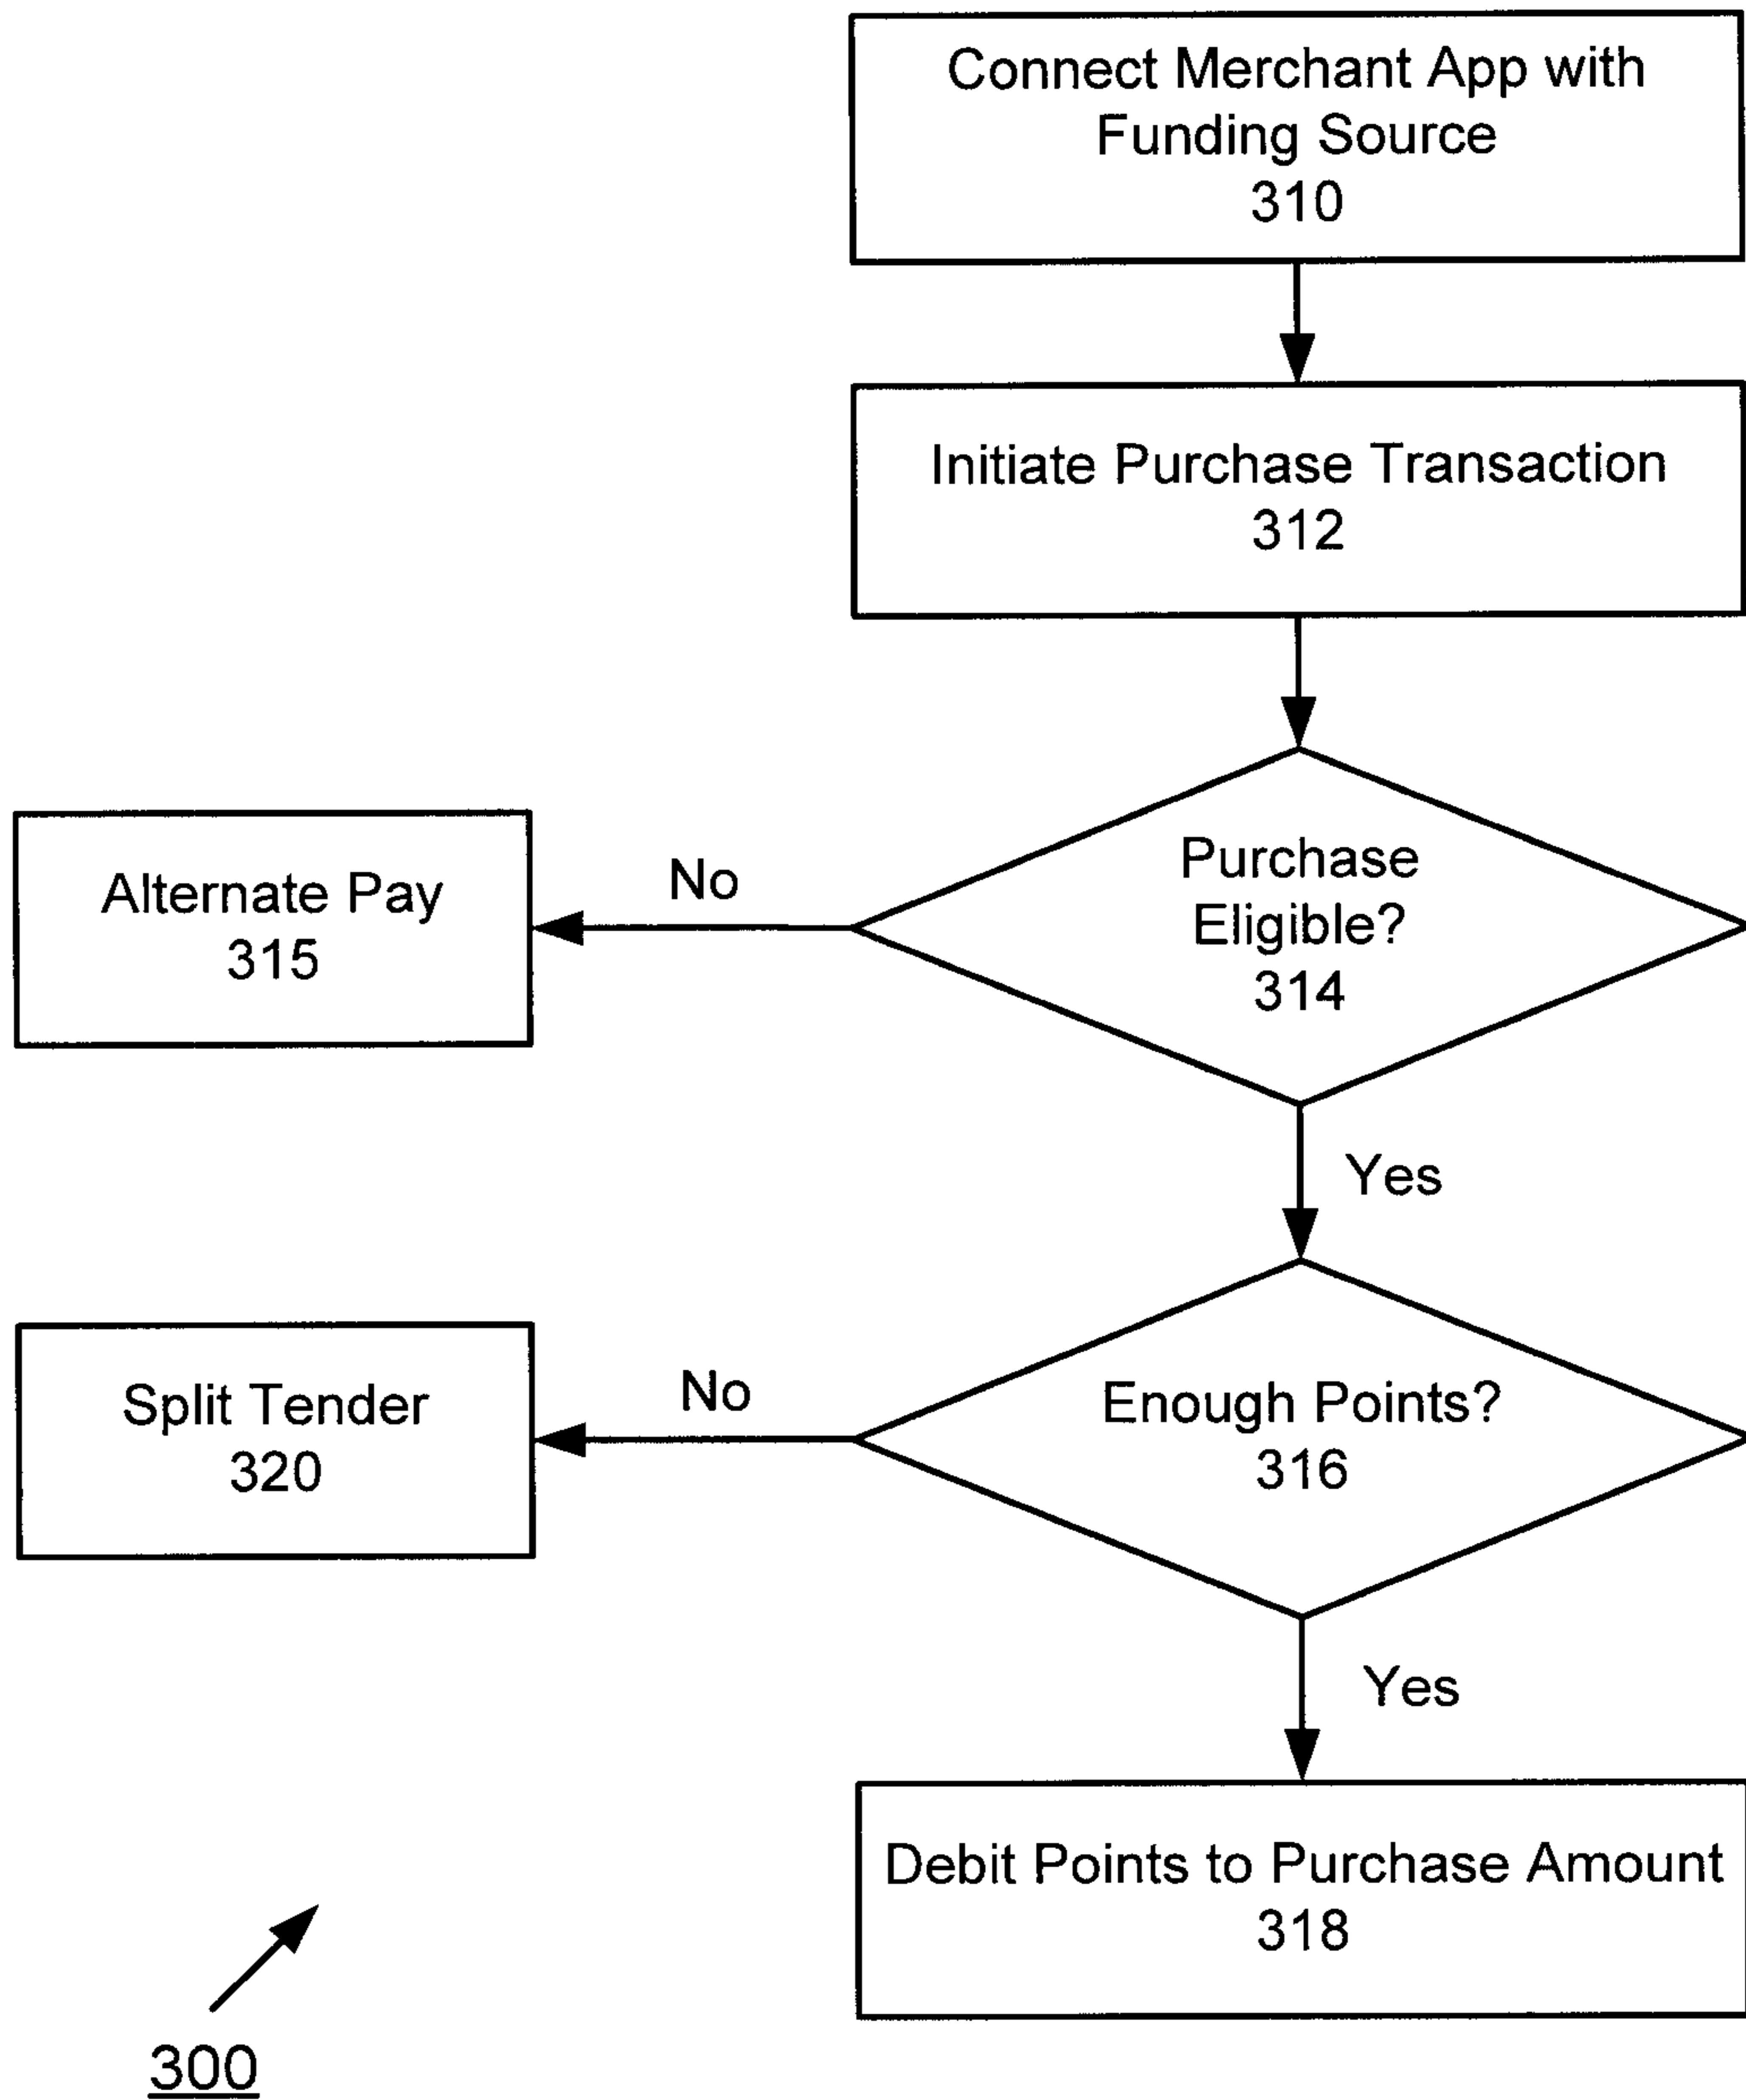 Connect Merchant App with
Funding Source
310
Initiate Purchase Transaction
312
Purchase
Eligible?
314
No
Alternate Pay
315
Yes
Enough Points?
316
No
Split Tender
320
Yes
Debit Points to Purchase Amount
318
300